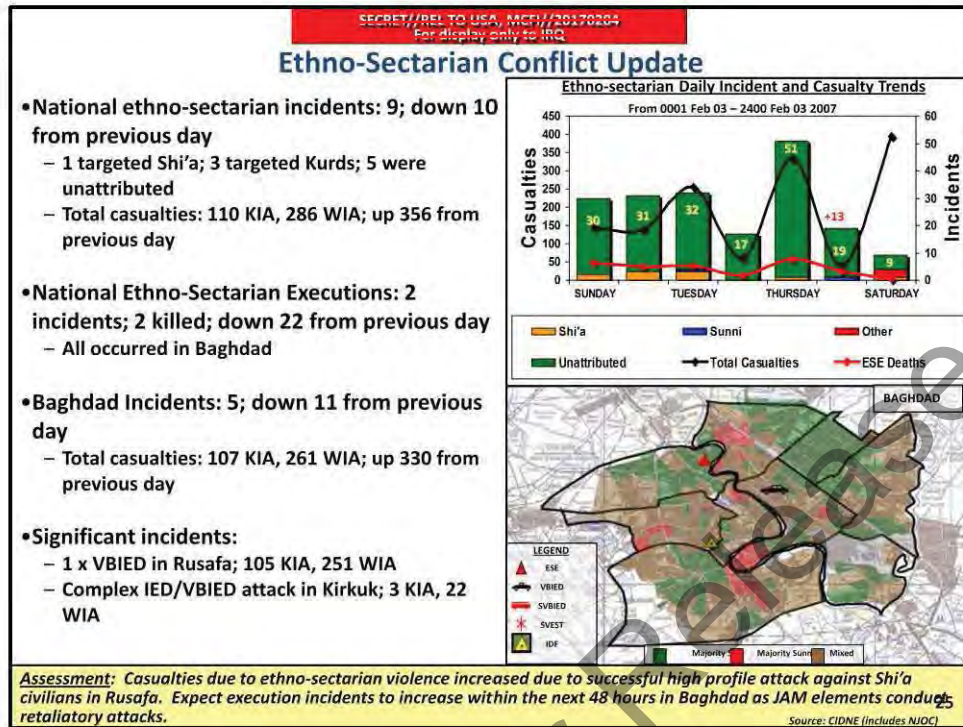 SECRET//REL TO USA, MCFI//20170204
For display only to IRQ
Ethno-Sectarian Conflict Update
•National ethno-sectarian incidents: 9; down 10
from previous day
– 1 targeted Shi'a; 3 targeted Kurds; 5 were
unattributed
– Total casualties: 110 KIA, 286 WIA; up 356 from
previous day
•National Ethno-Sectarian Executions: 2
incidents; 2 killed; down 22 from previous day
– All occurred in Baghdad
•Baghdad Incidents: 5; down 11 from previous
day
– Total casualties: 107 KIA, 261 WIA; up 330 from
previous day
•Significant incidents:
– 1 x VBIED in Rusafa; 105 KIA, 251 WIA
– Complex IED/VBIED attack in Kirkuk; 3 KIA, 22
WIA
Ethno-sectarian Daily Incident and Casualty Trends
From 0001 Feb 03 – 2400 Feb 03 2007
Casualties
450
400
350
300
250
200
150
100
50
0
30
31
32
17
51
+13
19
9
60
50
40
30
20
10
0
Incidents
SUNDAY TUESDAY THURSDAY SATURDAY
Shi'a Sunni Other
Unattributed Total Casualties ESE Deaths
BAGHDAD
LEGEND
ESE
VBIED
SVBIED
SVEST
IDF
Majority Majority Sunn Mixed
Release
Assessment: Casualties due to ethno-sectarian violence increased due to successful high profile attack against Shi'a
civilians in Rusafa. Expect execution incidents to increase within the next 48 hours in Baghdad as JAM elements conduct
retaliatory attacks.
25
Source: CIDNE (includes NJOC)